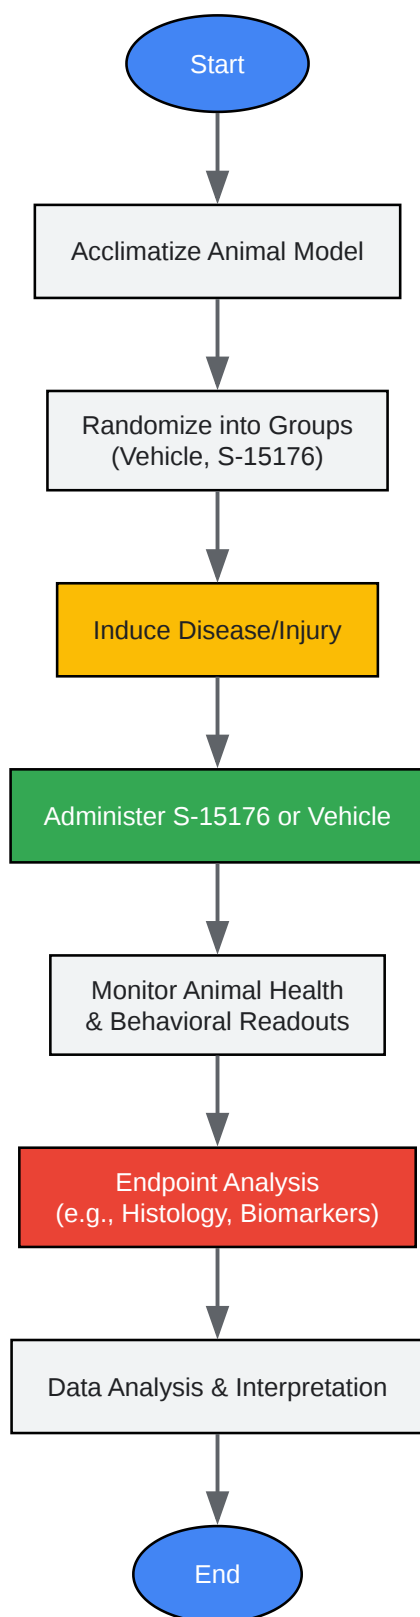 Start
Acclimatize Animal Model
Randomize into Groups
(Vehicle, S-15176)
Induce Disease/Injury
Administer S-15176 or Vehicle
Monitor Animal Health
& Behavioral Readouts
Endpoint Analysis
(e.g., Histology, Biomarkers)
Data Analysis & Interpretation
End